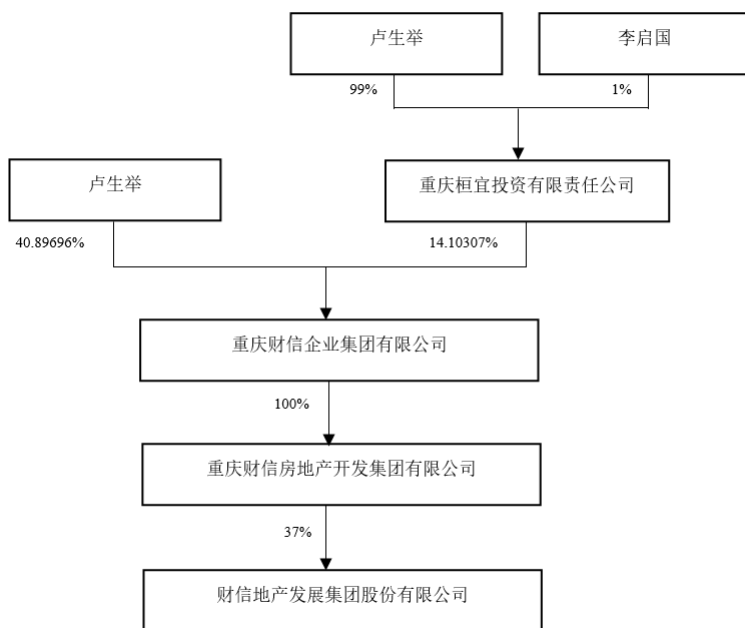 卢生举
李启国
99%
1%
卢生举
重庆桓宜投资有限责任公司
40.89696%
14.10307%
重庆财信企业集团有限公司
100%
重庆财信房地产开发集团有限公司
37%
财信地产发展集团股份有限公司